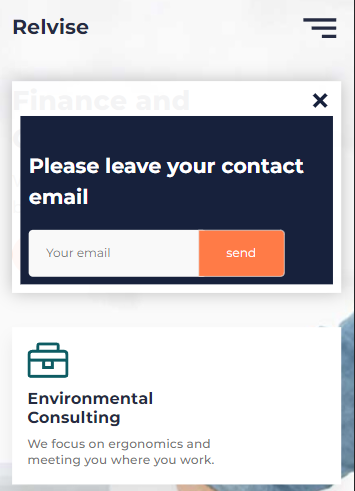 Relvise
Finance and
Please leave your contact
email
Your email
send
Environmental
Consulting
We focus on ergonomics and
meeting you where you work.